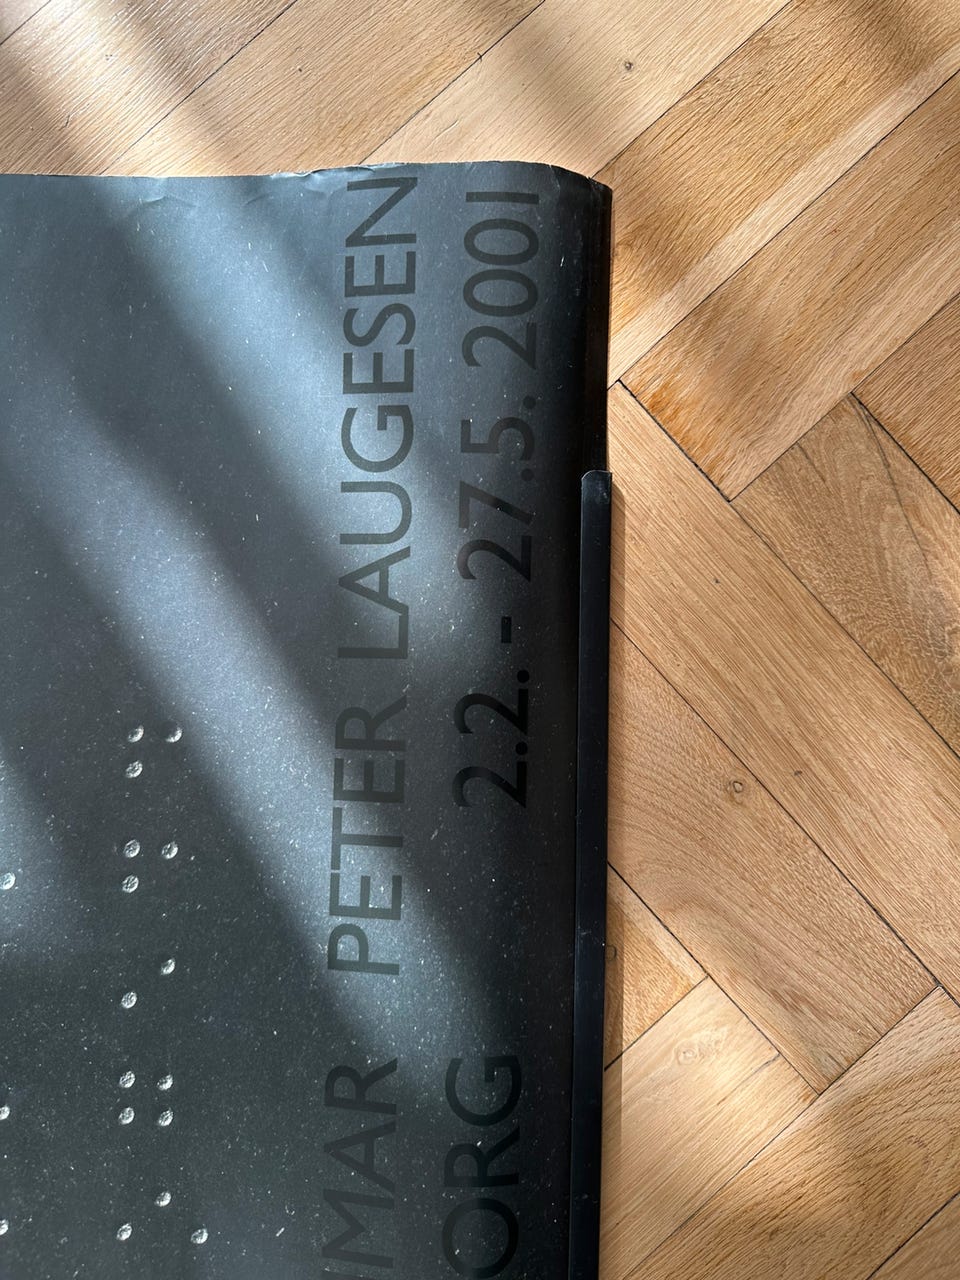 MAR PETER LAUGESEN
ORG 2.2. - 27.5. 2001